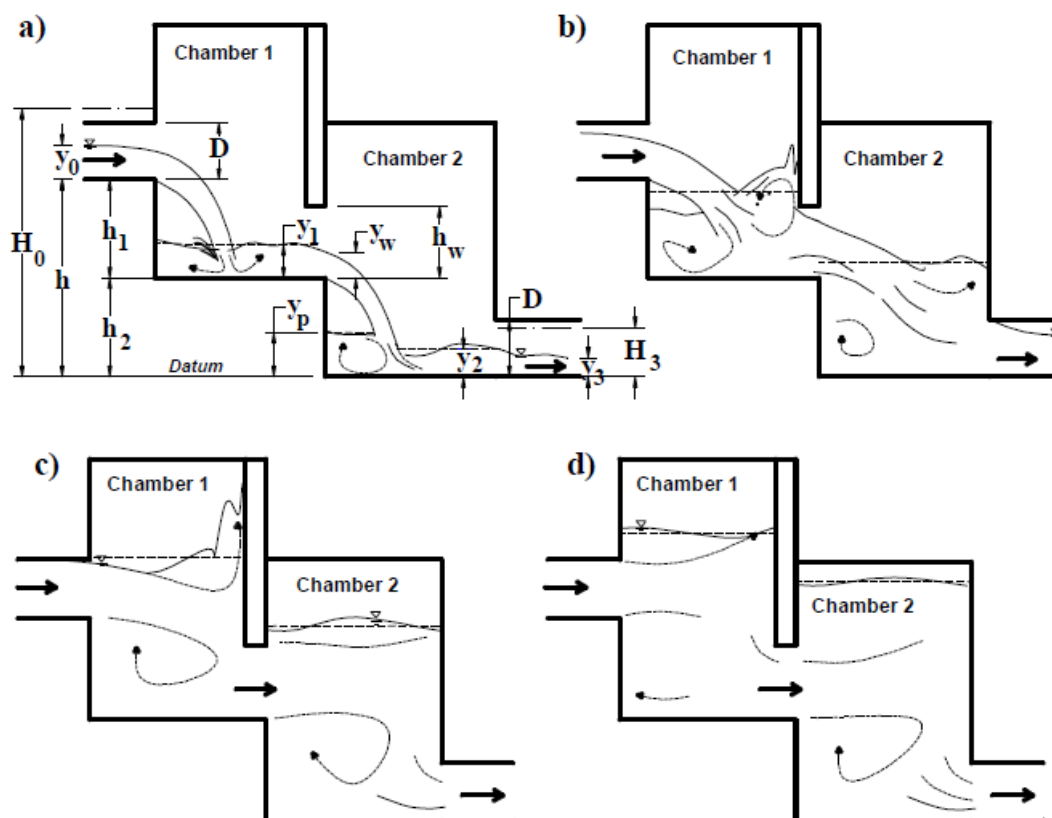 a)
Chamber 1
D
y0
Chamber 2
H0
h1
h
y1
yw
hw
h2
yp
D
H3
y2
y3
Datum
b)
Chamber 1
Chamber 2
c)
Chamber 1
Chamber 2
d)
Chamber 1
Chamber 2